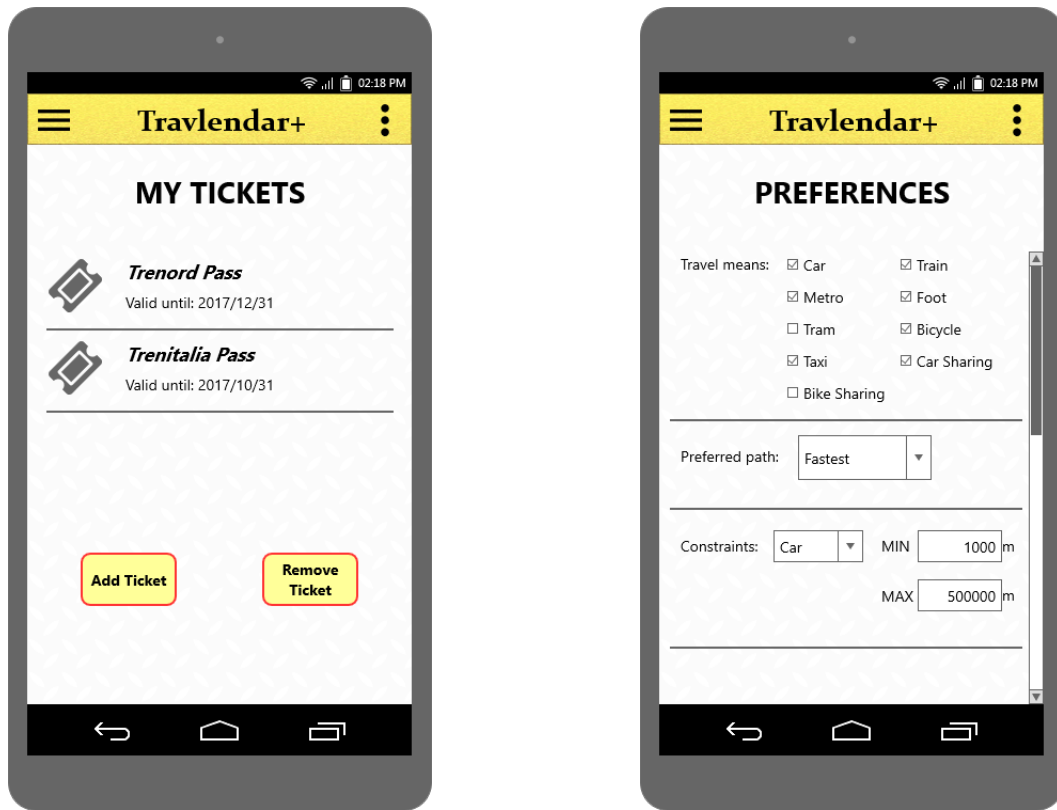 02:18 PM
Travlendar+
MY TICKETS
Trenord Pass
Valid until: 2017/12/31
Trenitalia Pass
Valid until: 2017/10/31
Add Ticket
Remove
Ticket
02:18 PM
Travlendar+
PREFERENCES
Travel means: Car Train
Metro Foot
Tram Bicycle
Taxi Car Sharing
Bike Sharing
Preferred path: Fastest
Constraints: Car MIN 1000 m
MAX 500000 m